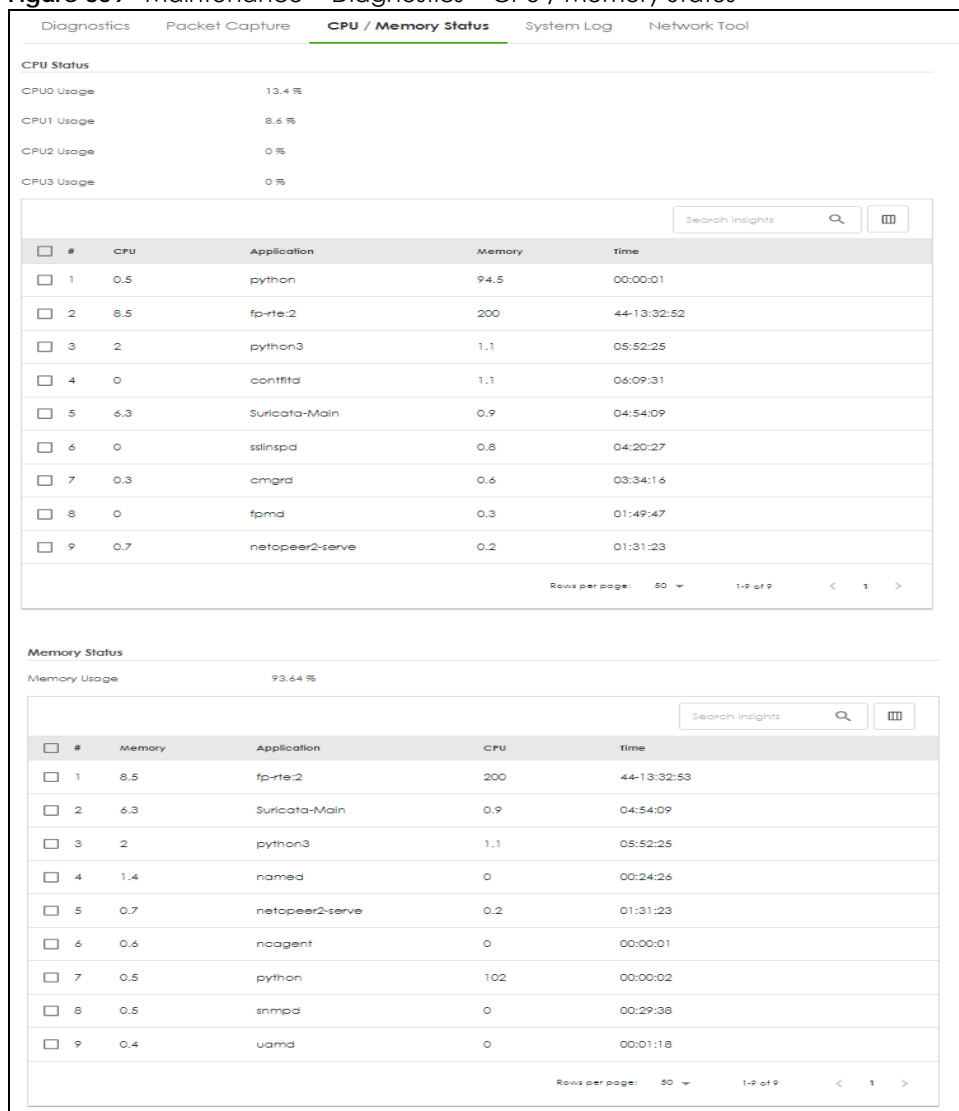 Diagnostics Packet Capture CPU / Memory Status System Log Network Tool
CPU Status
CPU0 Usage 13.4 %
CPU1 Usage 8.6 %
CPU2 Usage 0 %
CPU3 Usage 0 %
Search insights
# CPU Application Memory Time
1 0.5 python 94.5 00:00:01
2 8.5 fp-rte:2 200 44-13:32:52
3 2 python3 1.1 05:52:25
4 0 contfltd 1.1 06:09:31
5 6.3 Suricata-Main 0.9 04:54:09
6 0 sslinspd 0.8 04:20:27
7 0.3 cmgrd 0.6 03:34:16
8 0 fpmd 0.3 01:49:47
9 0.7 netopeer2-serve 0.2 01:31:23
Rows per page: 50 1-9 of 9 < 1 >
Memory Status
Memory Usage 93.64 %
Search insights
# Memory Application CPU Time
1 8.5 fp-rte:2 200 44-13:32:53
2 6.3 Suricata-Main 0.9 04:54:09
3 2 python3 1.1 05:52:25
4 1.4 named 0 00:24:26
5 0.7 netopeer2-serve 0.2 01:31:23
6 0.6 ncagent 0 00:00:01
7 0.5 python 102 00:00:02
8 0.5 snmpd 0 00:29:38
9 0.4 uamd 0 00:01:18
Rows per page: 50 1-9 of 9 < 1 >